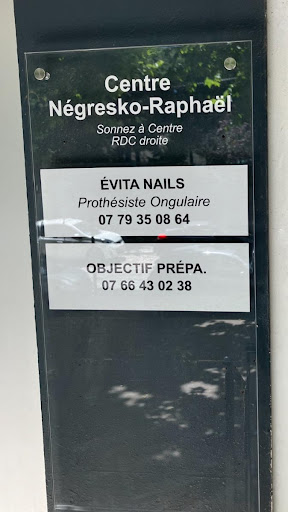 Centre
Négresko-Raphaël
Sonnez à Centre
RDC droite
ÉVITA NAILS
Prothésiste Ongulaire
07 79 35 08 64
OBJECTIF PRÉPA.
07 66 43 02 38